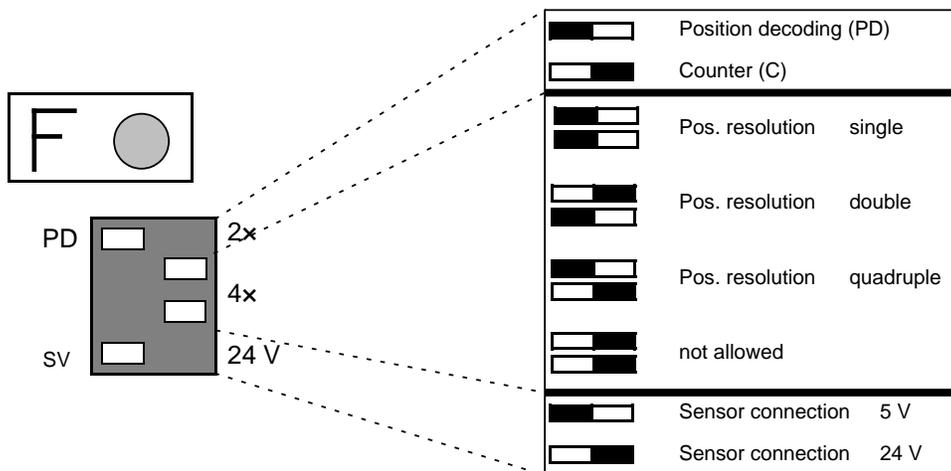 Position decoding (PD)
Counter (C)
F
Pos. resolution single
Pos. resolution double
PD
2×
Pos. resolution quadruple
4×
not allowed
SV
24 V
Sensor connection 5 V
Sensor connection 24 V